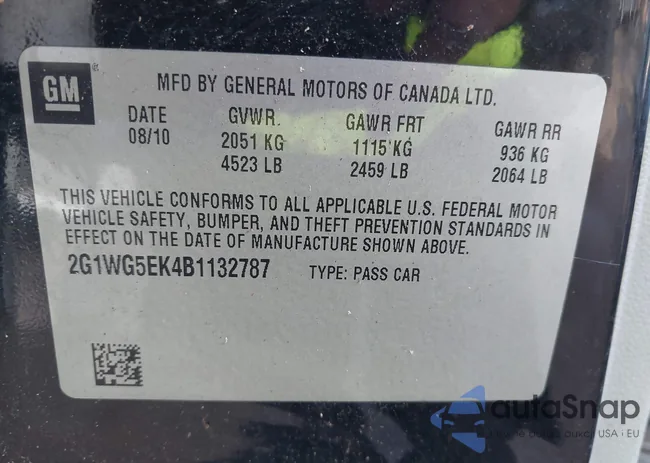 GM
MFD BY GENERAL MOTORS OF CANADA LTD.
DATE GVWR. GAWR FRT GAWR RR
08/10 2051 KG 1115 KG 936 KG
4523 LB 2459 LB 2064 LB
THIS VEHICLE CONFORMS TO ALL APPLICABLE U.S. FEDERAL MOTOR
VEHICLE SAFETY, BUMPER, AND THEFT PREVENTION STANDARDS IN
EFFECT ON THE DATE OF MANUFACTURE SHOWN ABOVE.
2G1WG5EK4B1132787 TYPE: PASS CAR
autoSnap
USA • EU